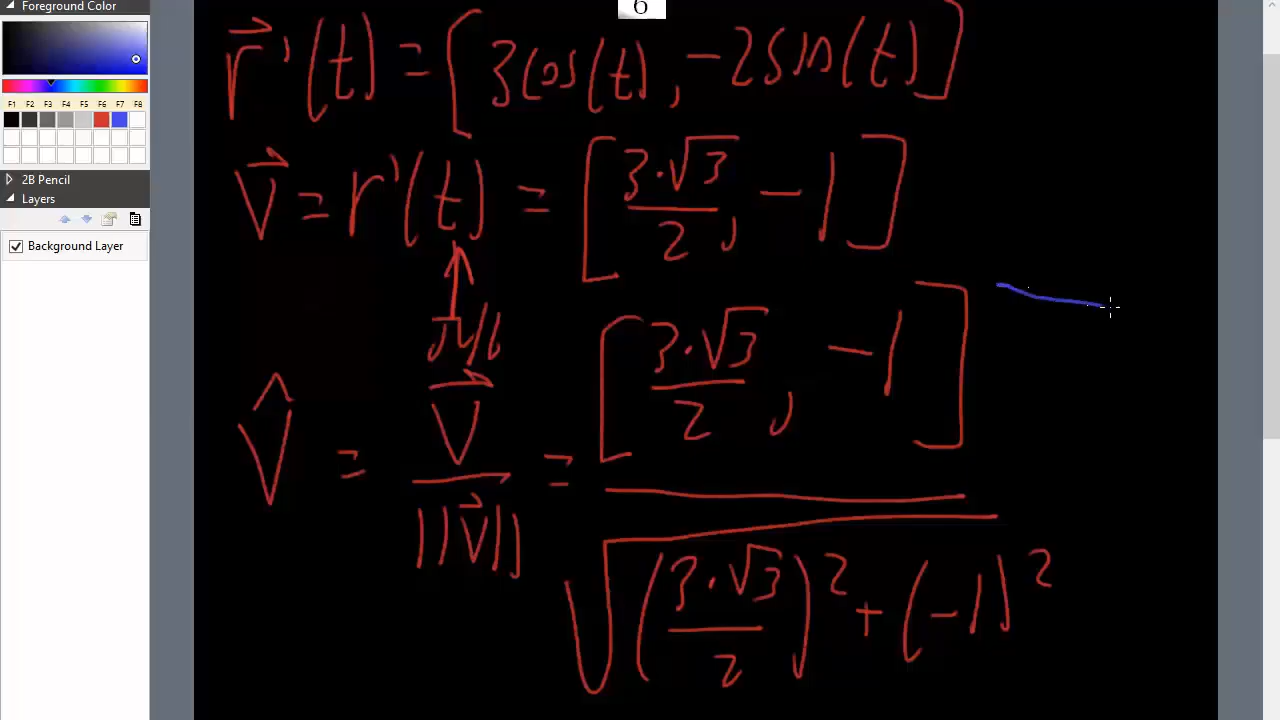 Foreground Color
6
r⃗'(t) = [3cos(t), -2sin(t)]
F1 F2 F3 F4 F5 F6 F7 F8
2B Pencil
v⃗ = r'(t) = [3·√3/2, -1]
Layers
Background Layer
π/6
v̂ = v⃗/||v⃗|| = [3·√3/2, -1]
√((3·√3/2)² + (-1)²)